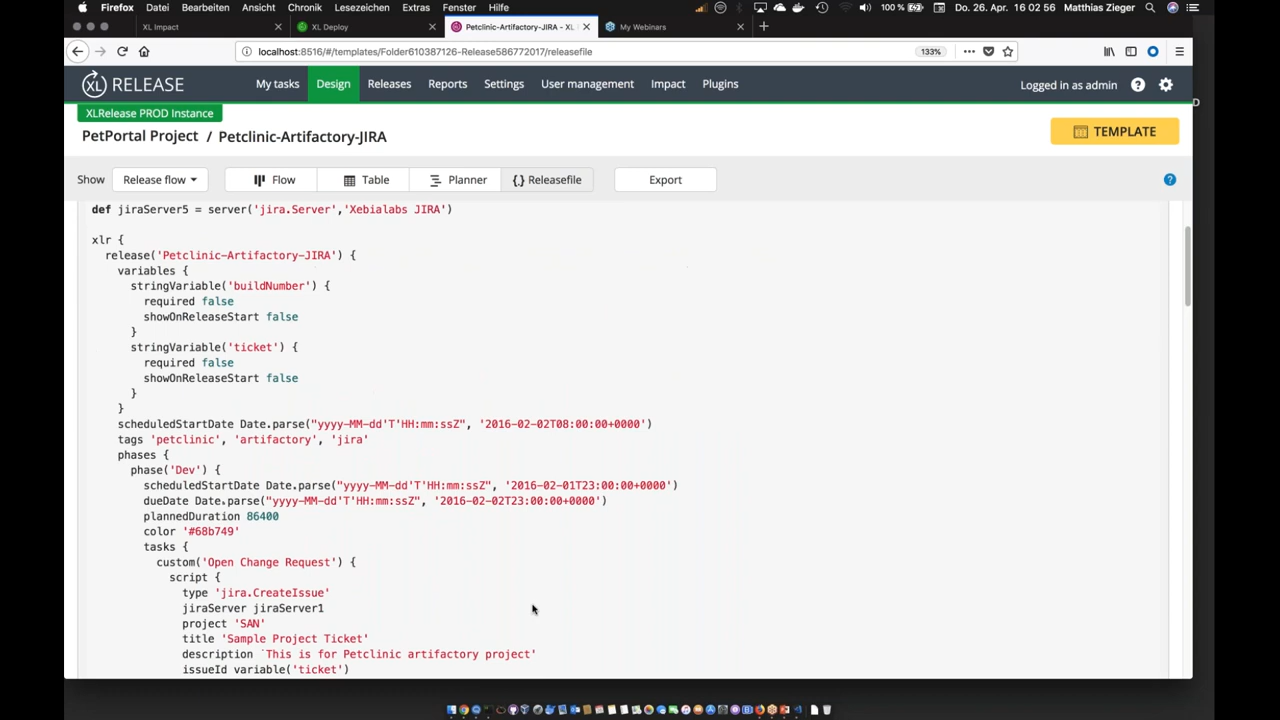 Firefox Datei Bearbeiten Ansicht Chronik Lesezeichen Extras Fenster Hilfe 100 % Do. 26. Apr. 16 02 56 Matthias Zieger
XL Impact XL Deploy Petclinic-Artifactory-JIRA - XL My Webinars
localhost:8516/#/templates/Folder610387126-Release586772017/releasefile 133%
XL RELEASE My tasks Design Releases Reports Settings User management Impact Plugins Logged in as admin
XLRelease PROD Instance
PetPortal Project / Petclinic-Artifactory-JIRA TEMPLATE
Show Release flow Flow Table Planner {.} Releasefile Export
def jiraServer5 = server('jira.Server','Xebialabs JIRA')
xlr {
release('Petclinic-Artifactory-JIRA') {
variables {
stringVariable('buildNumber') {
required false
showOnReleaseStart false
}
stringVariable('ticket') {
required false
showOnReleaseStart false
}
}
scheduledStartDate Date.parse("yyyy-MM-dd'T'HH:mm:ssZ", '2016-02-02T08:00:00+0000')
tags 'petclinic', 'artifactory', 'jira'
phases {
phase('Dev') {
scheduledStartDate Date.parse("yyyy-MM-dd'T'HH:mm:ssZ", '2016-02-01T23:00:00+0000')
dueDate Date.parse("yyyy-MM-dd'T'HH:mm:ssZ", '2016-02-02T23:00:00+0000')
plannedDuration 86400
color '#68b749'
tasks {
custom('Open Change Request') {
script {
type 'jira.CreateIssue'
jiraServer jiraServer1
project 'SAN'
title 'Sample Project Ticket'
description 'This is for Petclinic artifactory project'
issueId variable('ticket')